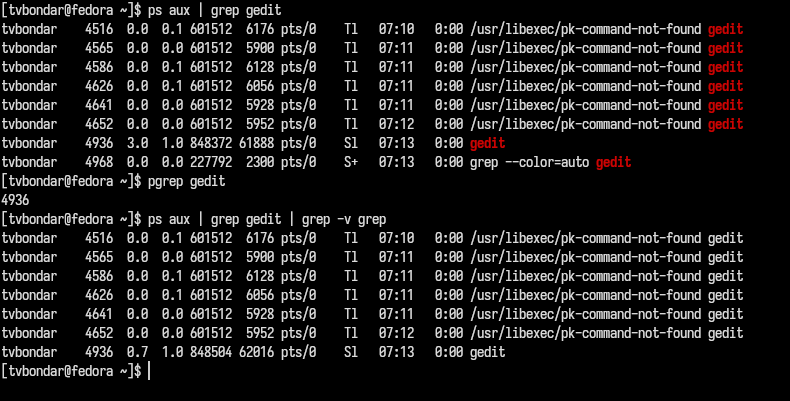 [tvbondar@fedora ~]$ ps aux | grep gedit
tvbondar    4516  0.0  0.1 601512  6176 pts/0    Tl   07:10   0:00 /usr/libexec/pk-command-not-found gedit
tvbondar    4565  0.0  0.0 601512  5900 pts/0    Tl   07:11   0:00 /usr/libexec/pk-command-not-found gedit
tvbondar    4586  0.0  0.1 601512  6128 pts/0    Tl   07:11   0:00 /usr/libexec/pk-command-not-found gedit
tvbondar    4626  0.0  0.1 601512  6056 pts/0    Tl   07:11   0:00 /usr/libexec/pk-command-not-found gedit
tvbondar    4641  0.0  0.0 601512  5928 pts/0    Tl   07:11   0:00 /usr/libexec/pk-command-not-found gedit
tvbondar    4652  0.0  0.0 601512  5952 pts/0    Tl   07:12   0:00 /usr/libexec/pk-command-not-found gedit
tvbondar    4936  3.0  1.0 848372 61888 pts/0    Sl   07:13   0:00 gedit
tvbondar    4968  0.0  0.0 227792  2300 pts/0    S+   07:13   0:00 grep --color=auto gedit
[tvbondar@fedora ~]$ pgrep gedit
4936
[tvbondar@fedora ~]$ ps aux | grep gedit | grep -v grep
tvbondar    4516  0.0  0.1 601512  6176 pts/0    Tl   07:10   0:00 /usr/libexec/pk-command-not-found gedit
tvbondar    4565  0.0  0.0 601512  5900 pts/0    Tl   07:11   0:00 /usr/libexec/pk-command-not-found gedit
tvbondar    4586  0.0  0.1 601512  6128 pts/0    Tl   07:11   0:00 /usr/libexec/pk-command-not-found gedit
tvbondar    4626  0.0  0.1 601512  6056 pts/0    Tl   07:11   0:00 /usr/libexec/pk-command-not-found gedit
tvbondar    4641  0.0  0.0 601512  5928 pts/0    Tl   07:11   0:00 /usr/libexec/pk-command-not-found gedit
tvbondar    4652  0.0  0.0 601512  5952 pts/0    Tl   07:12   0:00 /usr/libexec/pk-command-not-found gedit
tvbondar    4936  0.7  1.0 848504 62016 pts/0    Sl   07:13   0:00 gedit
[tvbondar@fedora ~]$